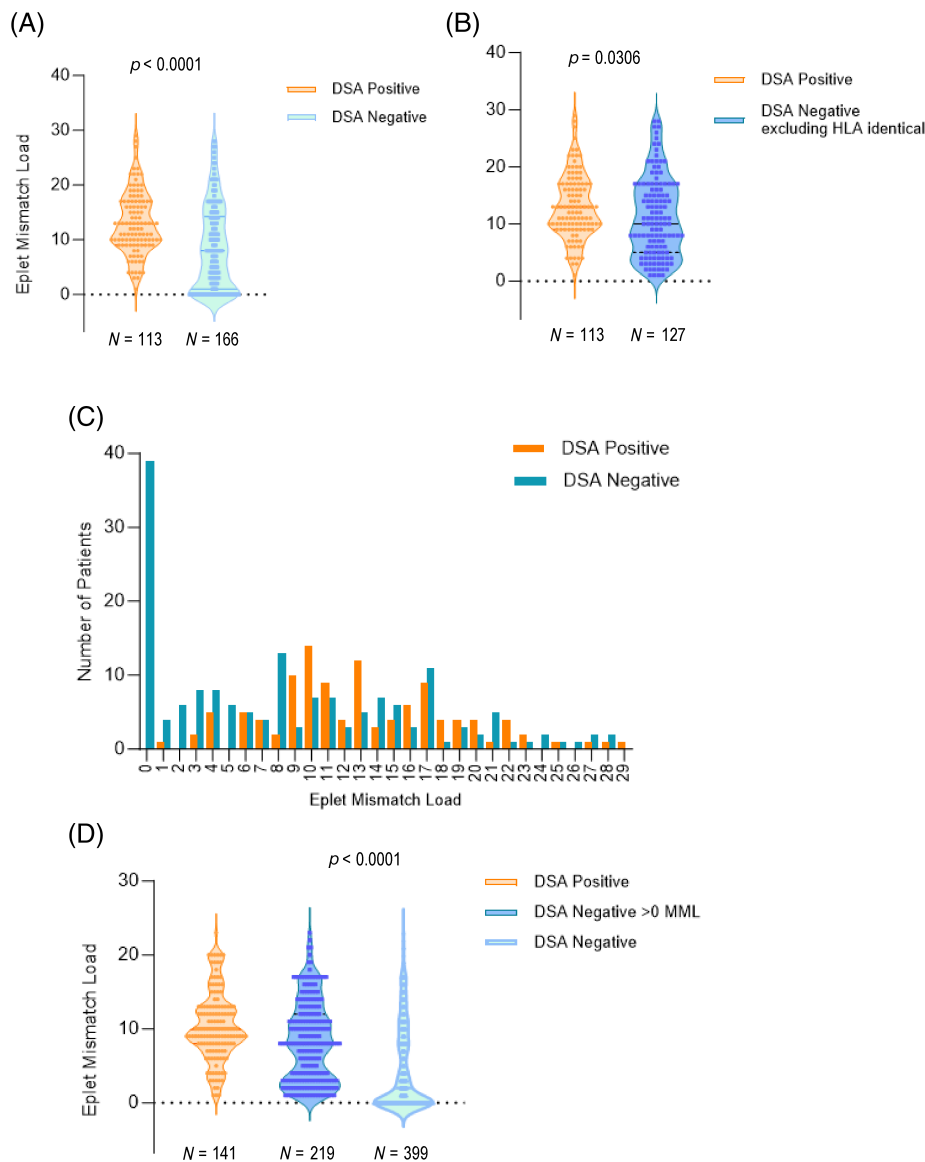 (A)
p < 0.0001
40
30
20
10
0
Eplet Mismatch Load
DSA Positive
DSA Negative
N = 113 N = 166
(B)
p = 0.0306
40
30
20
10
0
DSA Positive
DSA Negative
excluding HLA identical
N = 113 N = 127
(C)
40
30
20
10
0
Number of Patients
DSA Positive
DSA Negative
0 1 2 3 4 5 6 7 8 9 10 11 12 13 14 15 16 17 18 19 20 21 22 23 24 25 26 27 28 29
Eplet Mismatch Load
(D)
p < 0.0001
30
20
10
0
Eplet Mismatch Load
DSA Positive
DSA Negative >0 MML
DSA Negative
N = 141 N = 219 N = 399